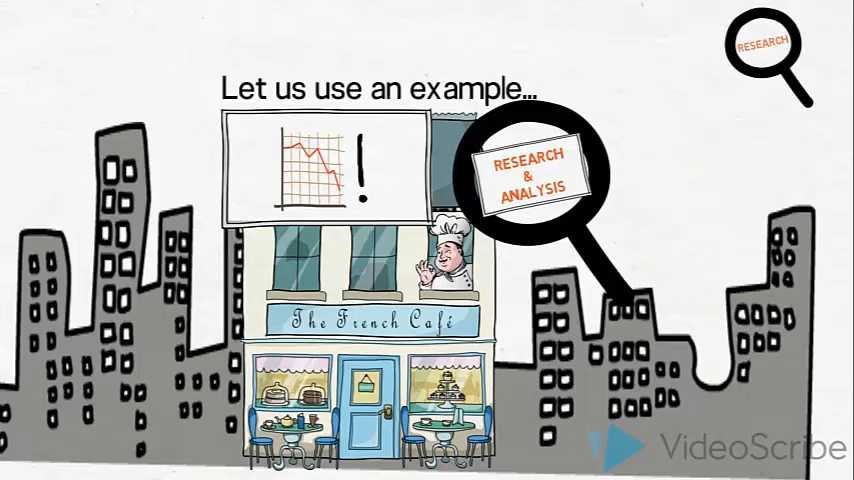 RESEARCH
Let us use an example...
!
RESEARCH
&
ANALYSIS
The French Café
VideoScribe